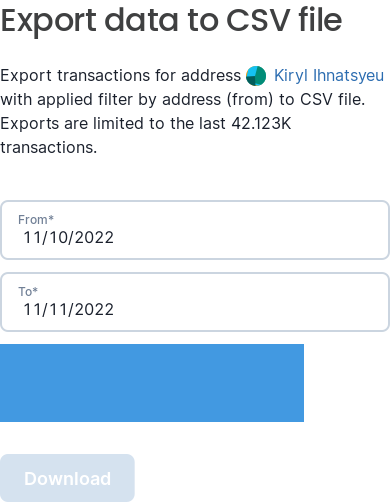 Export data to CSV file
Export transactions for address Kiryl Ihnatsyeu
with applied filter by address (from) to CSV file.
Exports are limited to the last 42.123K
transactions.
From*
11/10/2022
To*
11/11/2022
Download